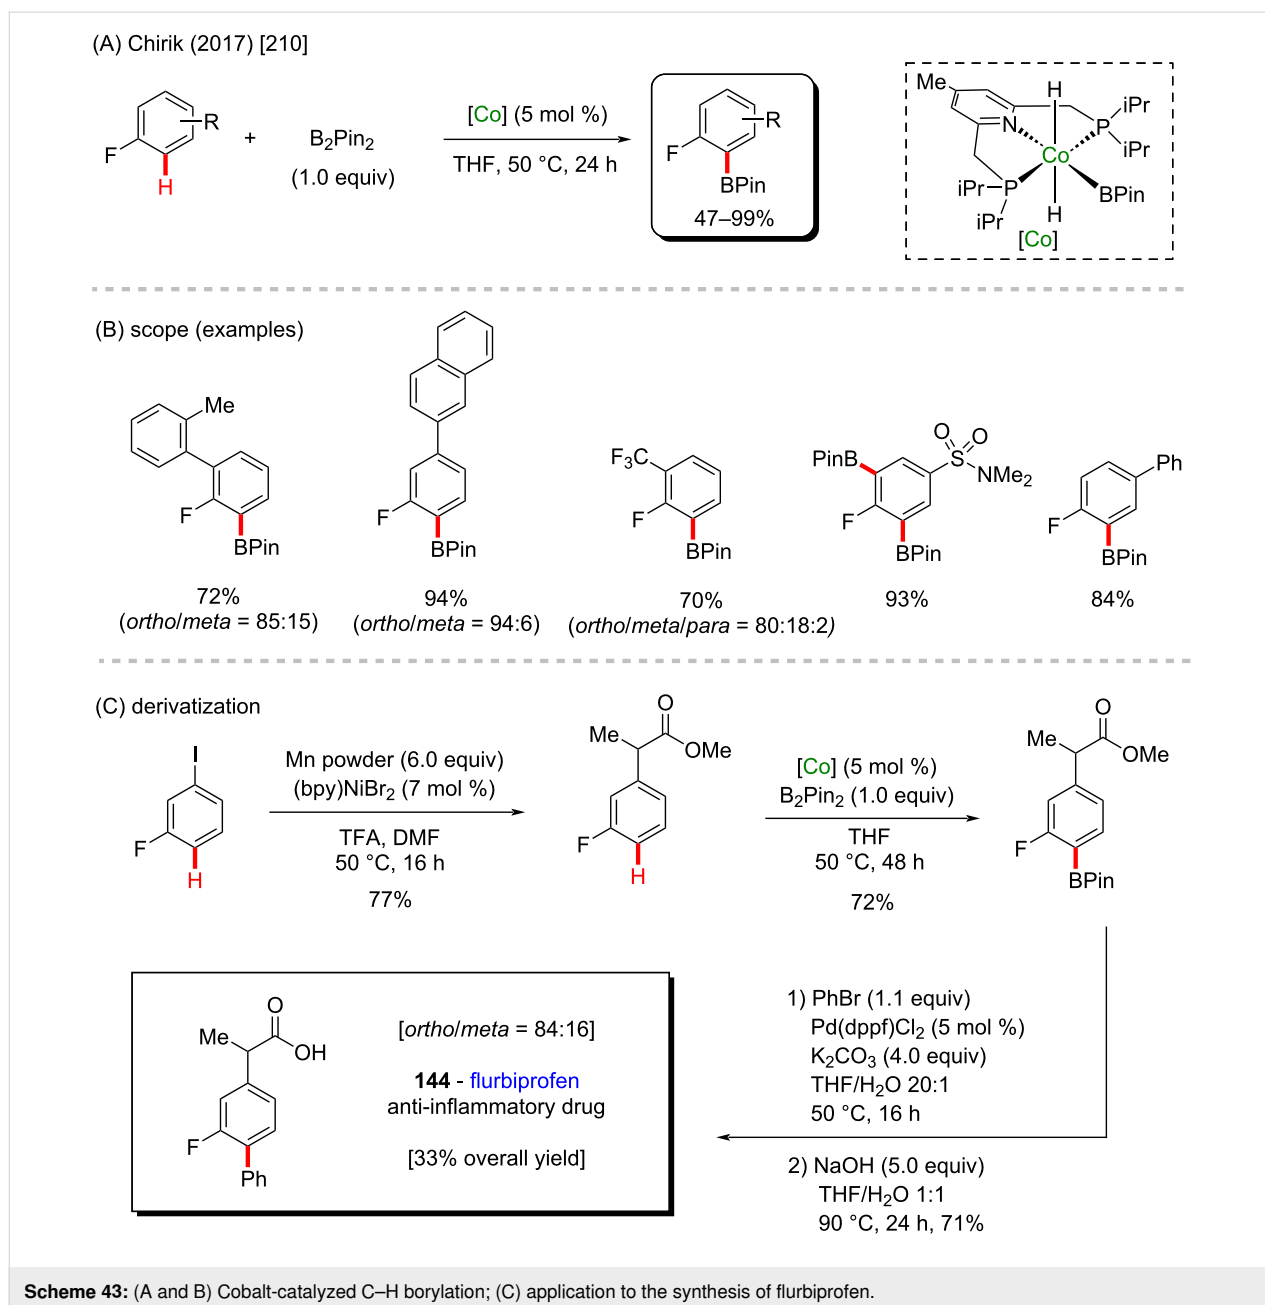 (A) Chirik (2017) [210]
F
R
H
+
B2Pin2
(1.0 equiv)
[Co] (5 mol %)
THF, 50 °C, 24 h
F
R
BPin
47–99%
Me
N
H
P
iPr
iPr
Co
iPr
P
iPr
H
BPin
[Co]
(B) scope (examples)
Me
F
BPin
72%
(ortho/meta = 85:15)
F
BPin
94%
(ortho/meta = 94:6)
F3C
F
BPin
70%
(ortho/meta/para = 80:18:2)
PinB
O
O
S
NMe2
F
BPin
93%
Ph
F
BPin
84%
(C) derivatization
I
F
H
Mn powder (6.0 equiv)
(bpy)NiBr2 (7 mol %)
TFA, DMF
50 °C, 16 h
77%
O
Me
OMe
F
H
[Co] (5 mol %)
B2Pin2 (1.0 equiv)
THF
50 °C, 48 h
72%
O
Me
OMe
F
BPin
1) PhBr (1.1 equiv)
Pd(dppf)Cl2 (5 mol %)
K2CO3 (4.0 equiv)
THF/H2O 20:1
50 °C, 16 h
2) NaOH (5.0 equiv)
THF/H2O 1:1
90 °C, 24 h, 71%
O
Me
OH
F
Ph
[ortho/meta = 84:16]
144 - flurbiprofen
anti-inflammatory drug
[33% overall yield]
Scheme 43: (A and B) Cobalt-catalyzed C–H borylation; (C) application to the synthesis of flurbiprofen.